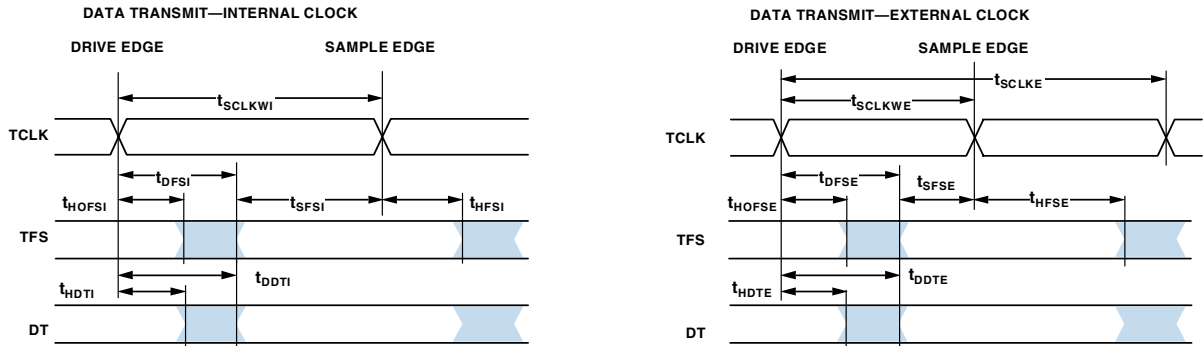 DATA TRANSMIT—INTERNAL CLOCK
DRIVE EDGE
SAMPLE EDGE
tSCLKWI
TCLK
tDFSI
tHOFSI
tSFSI
tHFSI
TFS
tDDTI
tHDTI
DT
DATA TRANSMIT—EXTERNAL CLOCK
DRIVE EDGE
SAMPLE EDGE
tSCLKE
tSCLKWE
TCLK
tDFSE
tSFSE
tHOFSE
tHFSE
TFS
tDDTE
tHDTE
DT